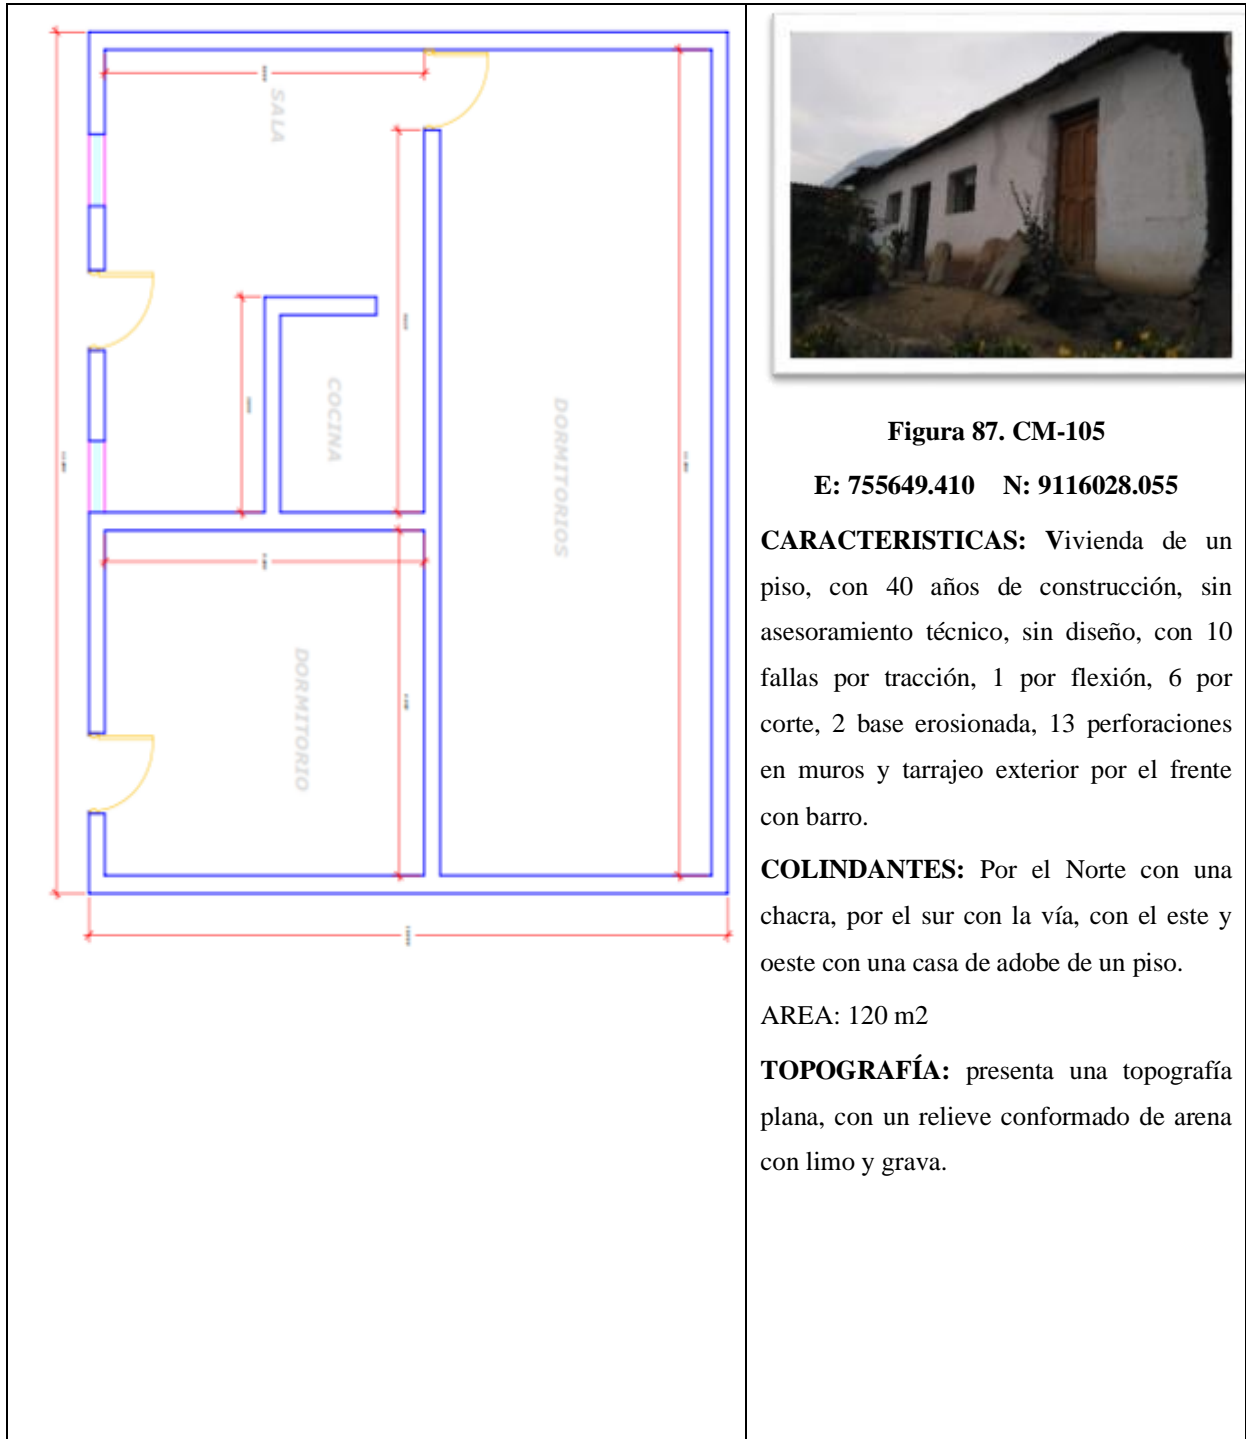 SALA
COCINA
DORMITORIOS
DORMITORIO
Figura 87. CM-105
E: 755649.410 N: 9116028.055
CARACTERISTICAS: Vivienda de un
piso, con 40 años de construcción, sin
asesoramiento técnico, sin diseño, con 10
fallas por tracción, 1 por flexión, 6 por
corte, 2 base erosionada, 13 perforaciones
en muros y tarrajeo exterior por el frente
con barro.
COLINDANTES: Por el Norte con una
chacra, por el sur con la vía, con el este y
oeste con una casa de adobe de un piso.
AREA: 120 m2
TOPOGRAFÍA: presenta una topografía
plana, con un relieve conformado de arena
con limo y grava.